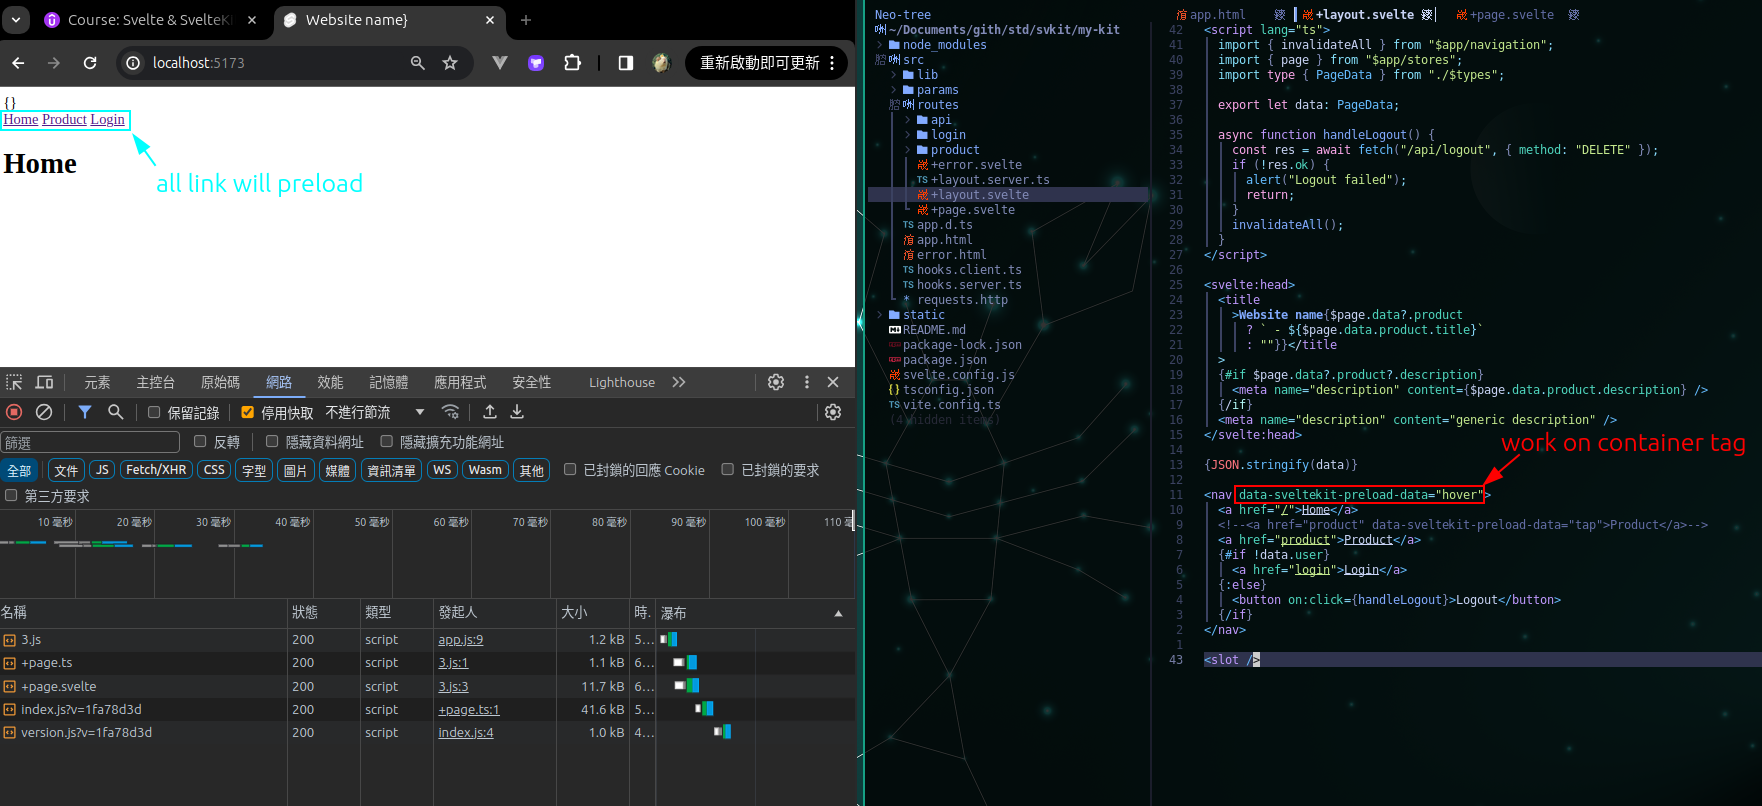 Course: Svelte & SvelteKi
Website name}
localhost:5173
重新啟動即可更新
{}
Home Product Login
all link will preload
Home
元素 主控台 原始碼 網路 效能 記憶體 應用程式 安全性 Lighthouse
保留記錄 停用快取 不進行節流
篩選 反轉 隱藏資料網址 隱藏擴充功能網址
全部 文件 JS Fetch/XHR CSS 字型 圖片 媒體 資訊清單 WS Wasm 其他 已封鎖的回應 Cookie 已封鎖的要求
第三方要求
10 毫秒 20 毫秒 30 毫秒 40 毫秒 50 毫秒 60 毫秒 70 毫秒 80 毫秒 90 毫秒 100 毫秒 110
名稱 狀態 類型 發起人 大小 時. 瀑布
3.js 200 script app.js:9 1.2 kB 5…
+page.ts 200 script 3.js:1 1.1 kB 6…
+page.svelte 200 script 3.js:3 11.7 kB 6…
index.js?v=1fa78d3d 200 script +page.ts:1 41.6 kB 5…
version.js?v=1fa78d3d 200 script index.js:4 1.0 kB 4…
Neo-tree
~/Documents/gith/std/svkit/my-kit
node_modules
src
lib
params
routes
api
login
product
+error.svelte
TS +layout.server.ts
+layout.svelte
+page.svelte
TS app.d.ts
app.html
error.html
TS hooks.client.ts
TS hooks.server.ts
* requests.http
static
README.md
package-lock.json
package.json
svelte.config.js
{} tsconfig.json
TS vite.config.ts
(4 hidden items)
app.html +layout.svelte +page.svelte
42 <script lang="ts">
41 import { invalidateAll } from "$app/navigation";
40 import { page } from "$app/stores";
39 import type { PageData } from "./$types";
38
37 export let data: PageData;
36
35 async function handleLogout() {
34 const res = await fetch("/api/logout", { method: "DELETE" });
33 if (!res.ok) {
32 alert("Logout failed");
31 return;
30 }
29 invalidateAll();
28 }
27 </script>
26
25 <svelte:head>
24 <title
23 >Website name{$page.data?.product
22 ? ` - ${$page.data.product.title}`
21 : ""}}</title
20 >
19 {#if $page.data?.product?.description}
18 <meta name="description" content={$page.data.product.description} />
17 {/if}
16 <meta name="description" content="generic description" />
15 </svelte:head>
work on container tag
14
13 {JSON.stringify(data)}
12
11 <nav data-sveltekit-preload-data="hover">
10 <a href="/">Home</a>
9 <!--<a href="product" data-sveltekit-preload-data="tap">Product</a>-->
8 <a href="product">Product</a>
7 {#if !data.user}
6 <a href="login">Login</a>
5 {:else}
4 <button on:click={handleLogout}>Logout</button>
3 {/if}
2 </nav>
1
43 <slot />